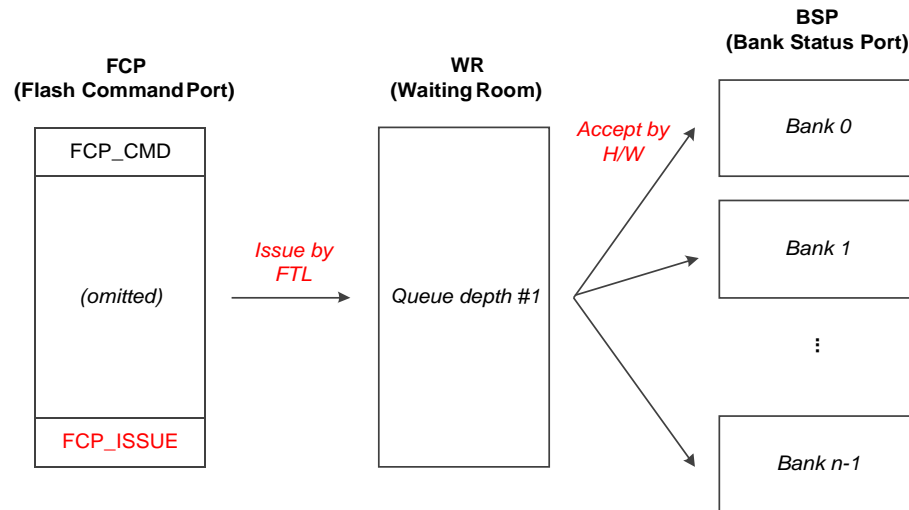 FCP
(Flash Command Port)
FCP_CMD
(omitted)
FCP_ISSUE
Issue by
FTL
WR
(Waiting Room)
Queue depth #1
Accept by
H/W
BSP
(Bank Status Port)
Bank 0
Bank 1
...
Bank n-1